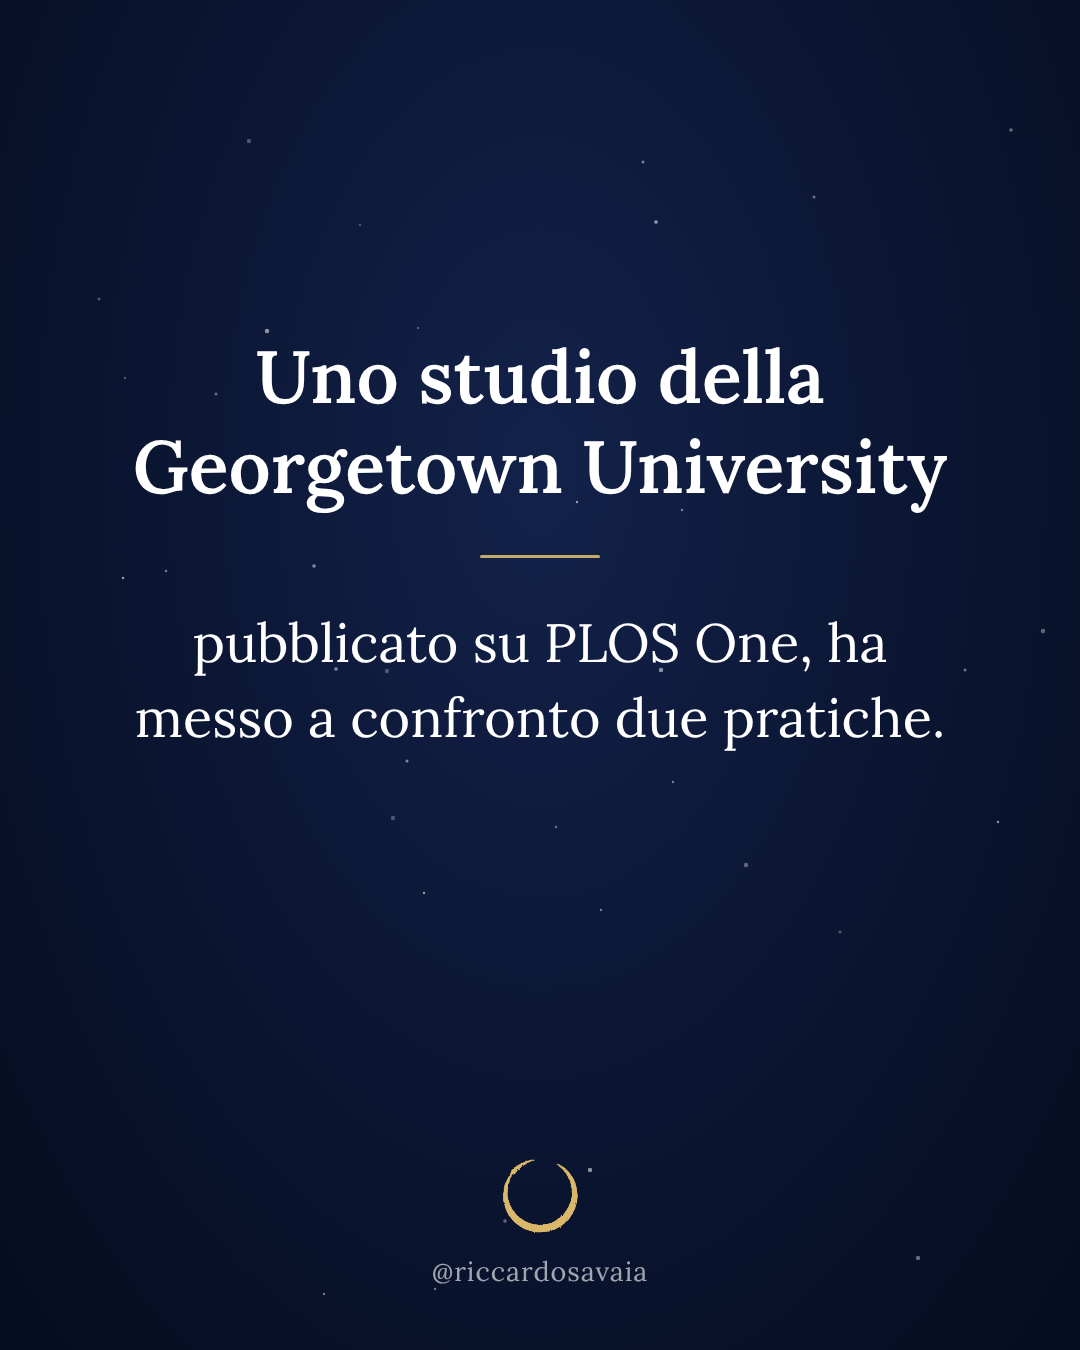 Uno studio della
Georgetown University
pubblicato su PLOS One, ha
messo a confronto due pratiche.
@riccardosavaia